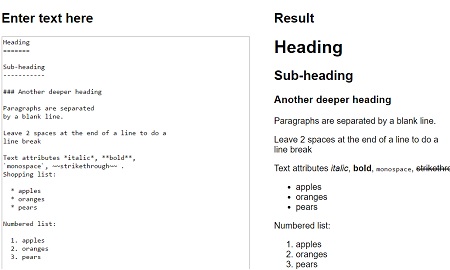 Enter text here
Heading
=======
Sub-heading
-----------
### Another deeper heading
Paragraphs are separated
by a blank line.
Leave 2 spaces at the end of a line to do a
line break
Text attributes *italic*, **bold**,
`monospace`, ~~strikethrough~~ .
Shopping list:
* apples
* oranges
* pears
Numbered list:
1. apples
2. oranges
3. pears
Result
Heading
Sub-heading
Another deeper heading
Paragraphs are separated by a blank line.
Leave 2 spaces at the end of a line to do a
line break
Text attributes italic, bold, monospace, strikethro
• apples
• oranges
• pears
Numbered list:
1. apples
2. oranges
3. pears